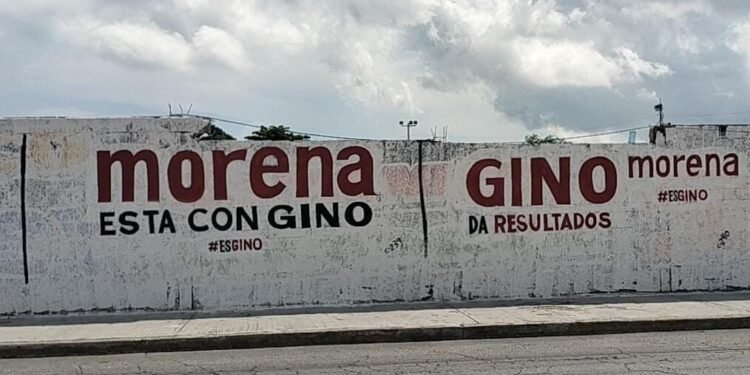 morena
ESTA CON GINO
#ESGINO
GINO morena
DA RESULTADOS
#ESGINO